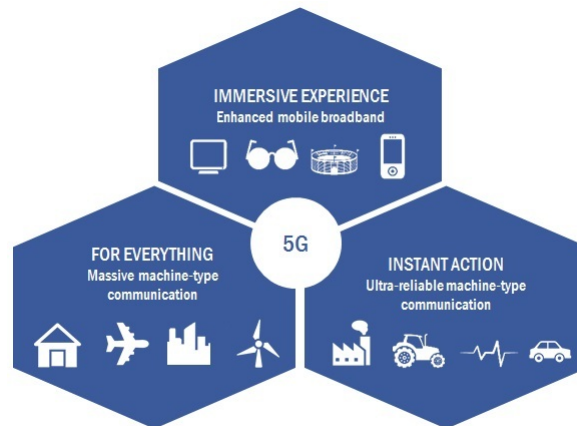 IMMERSIVE EXPERIENCE
Enhanced mobile broadband
5G
FOR EVERYTHING
Massive machine-type
communication
INSTANT ACTION
Ultra-reliable machine-type
communication